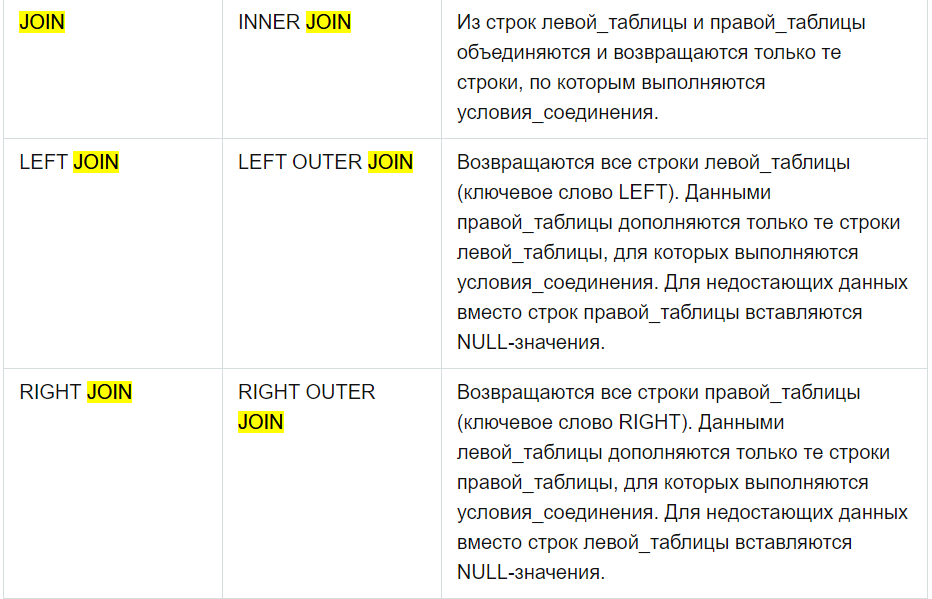 JOIN
INNER JOIN
Из строк левой_таблицы и правой_таблицы
объединяются и возвращаются только те
строки, по которым выполняются
условия_соединения.
LEFT JOIN
LEFT OUTER JOIN
Возвращаются все строки левой_таблицы
(ключевое слово LEFT). Данными
правой_таблицы дополняются только те строки
левой_таблицы, для которых выполняются
условия_соединения. Для недостающих данных
вместо строк правой_таблицы вставляются
NULL-значения.
RIGHT JOIN
RIGHT OUTER
JOIN
Возвращаются все строки правой_таблицы
(ключевое слово RIGHT). Данными
левой_таблицы дополняются только те строки
правой_таблицы, для которых выполняются
условия_соединения. Для недостающих данных
вместо строк левой_таблицы вставляются
NULL-значения.